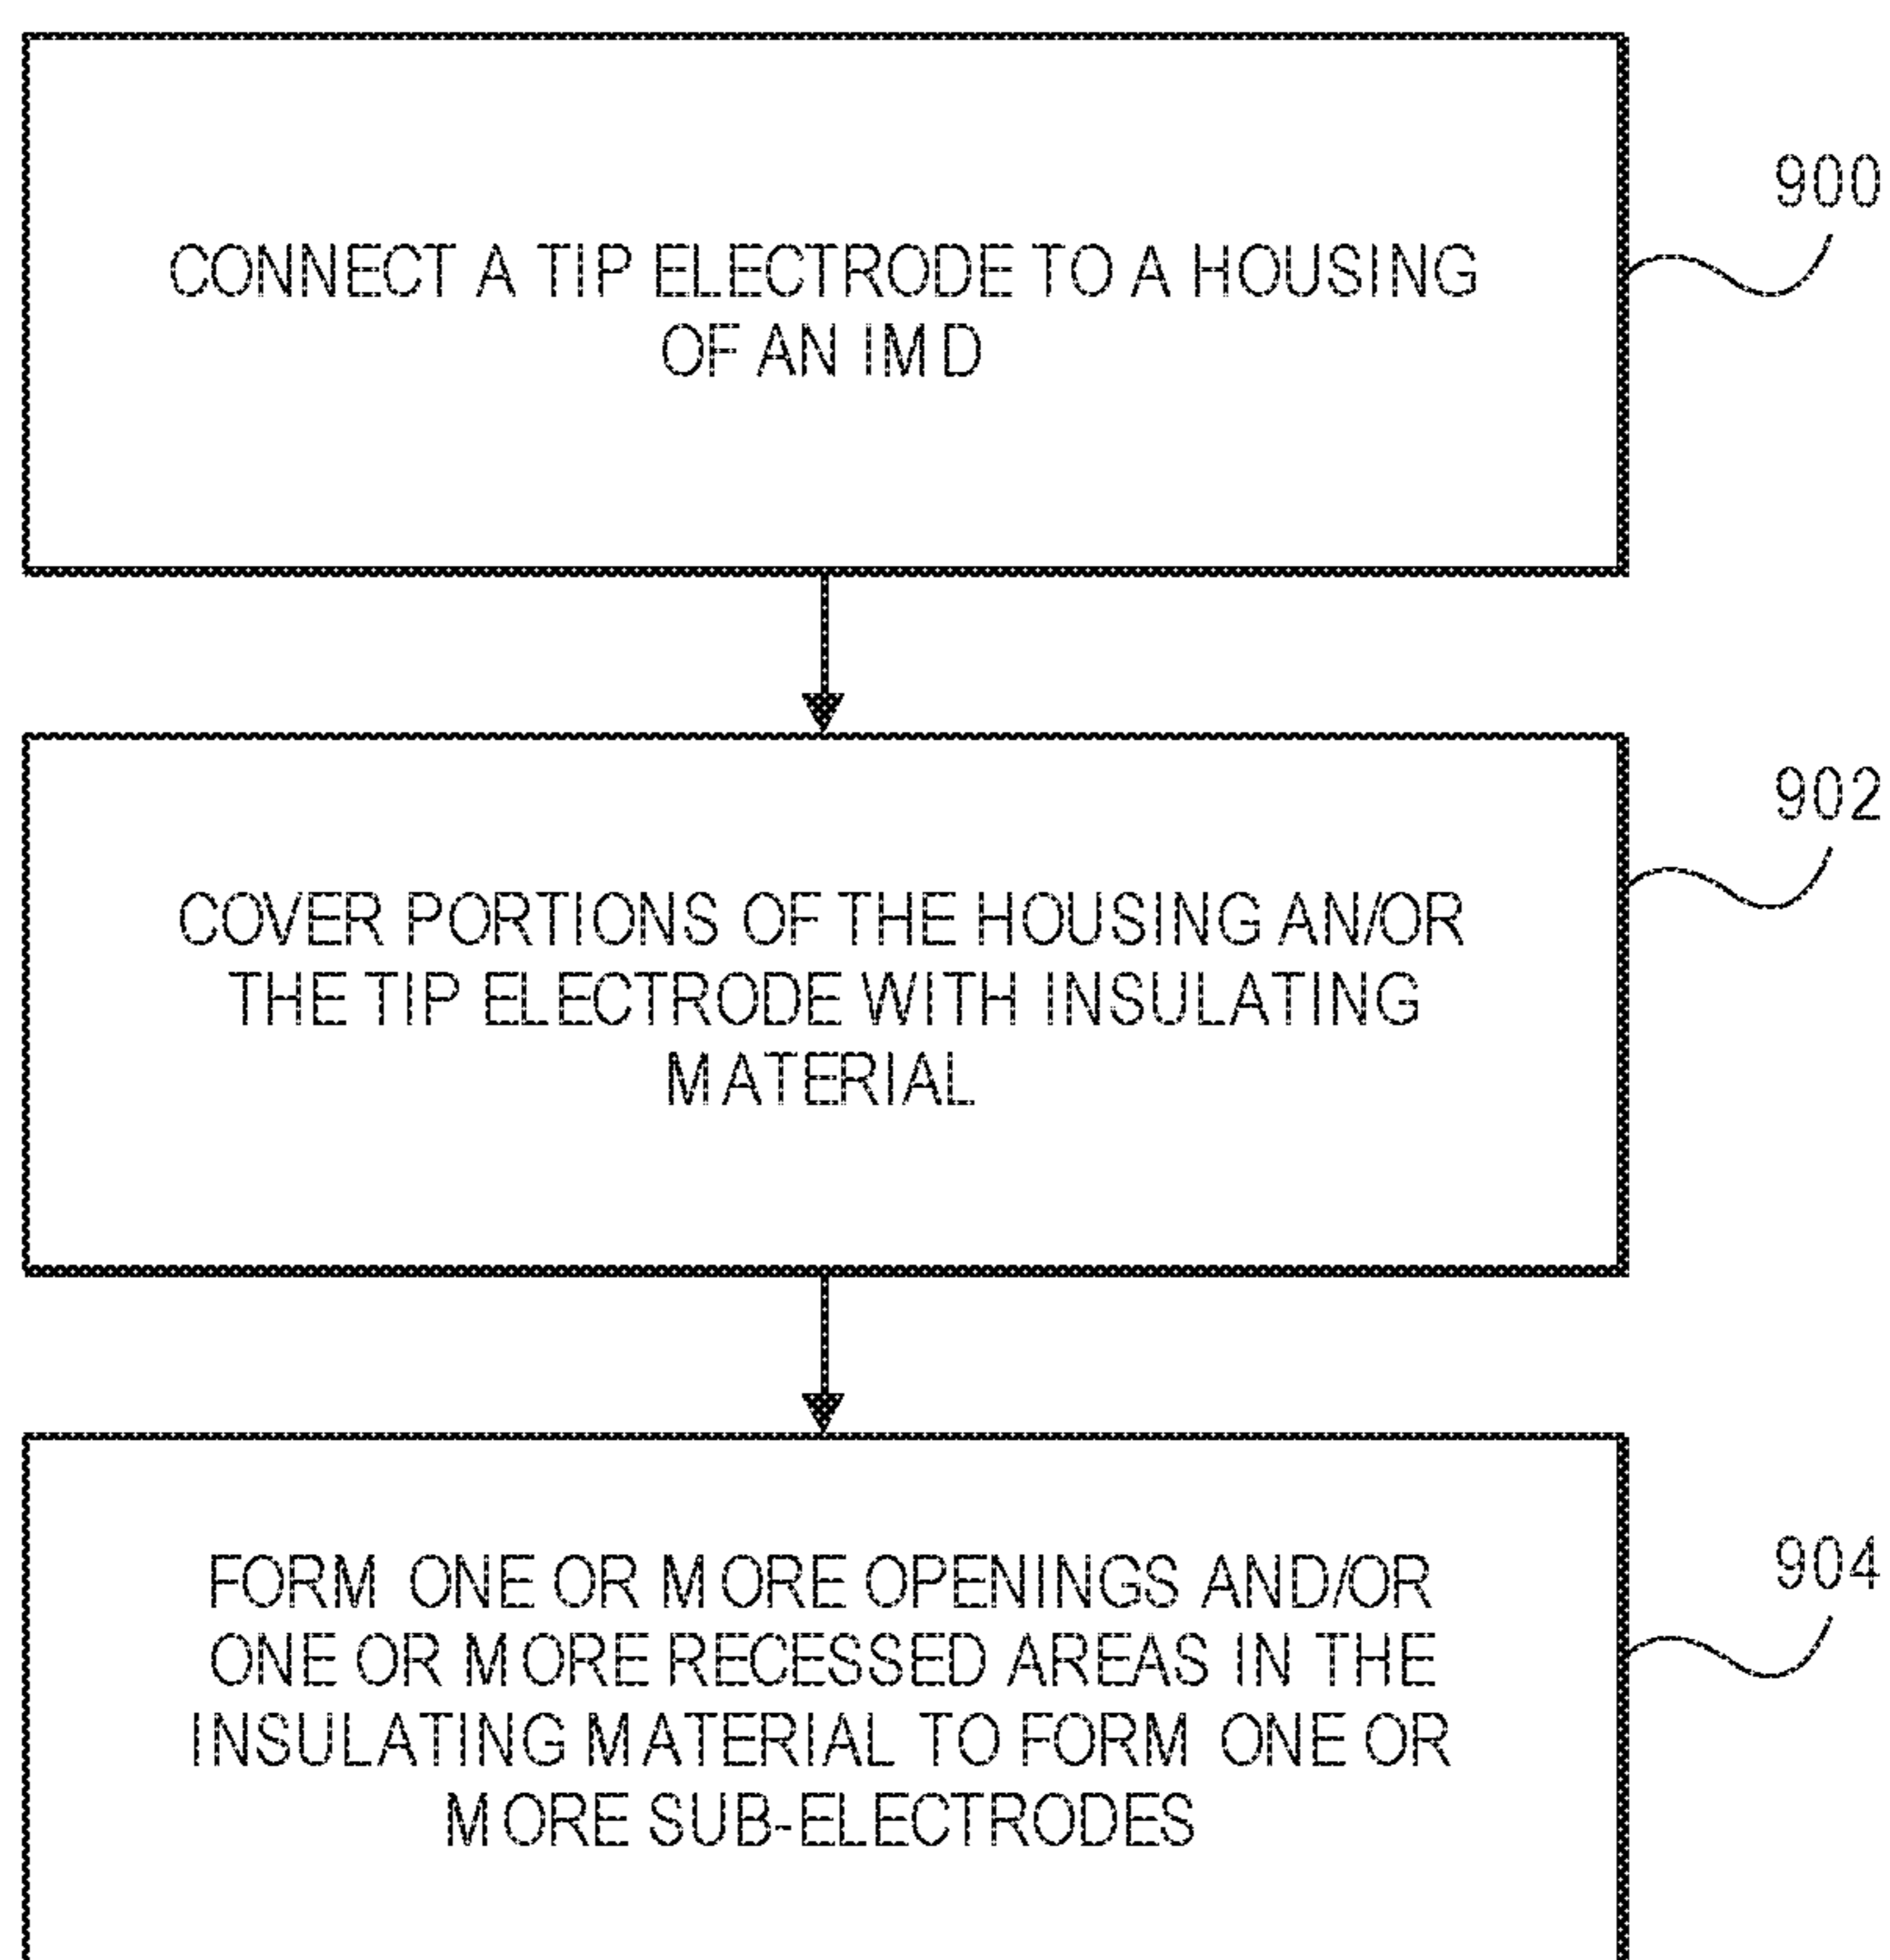 CONNECT A TIP ELECTRODE TO A HOUSING
OF AN IMD
900
COVER PORTIONS OF THE HOUSING AN/OR
THE TIP ELECTRODE WITH INSULATING
MATERIAL
902
FORM ONE OR MORE OPENINGS AND/OR
ONE OR MORE RECESSED AREAS IN THE
INSULATING MATERIAL TO FORM ONE OR
MORE SUB-ELECTRODES
904